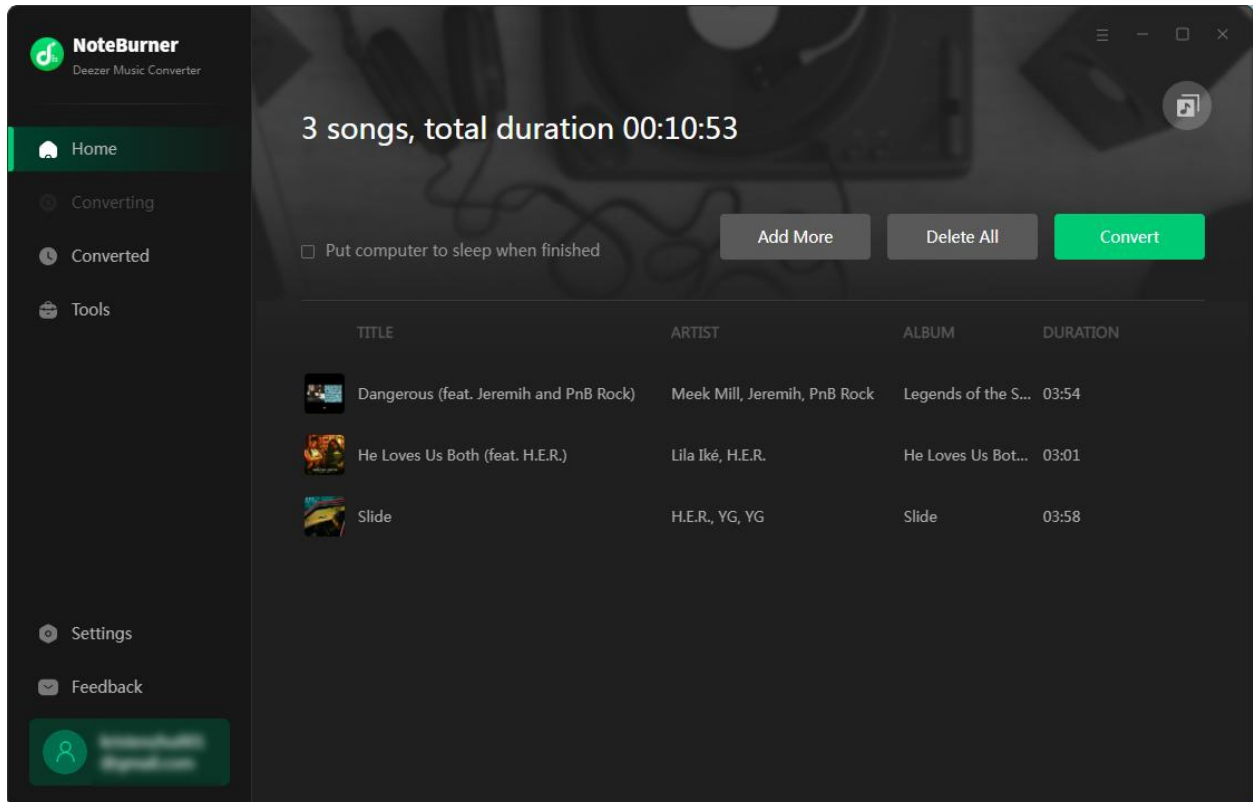 NoteBurner
Deezer Music Converter
Home
Converting
Converted
Tools
Settings
Feedback
3 songs, total duration 00:10:53
Put computer to sleep when finished
Add More
Delete All
Convert
TITLE ARTIST ALBUM DURATION
Dangerous (feat. Jeremih and PnB Rock) Meek Mill, Jeremih, PnB Rock Legends of the S... 03:54
He Loves Us Both (feat. H.E.R.) Lila Iké, H.E.R. He Loves Us Bot... 03:01
Slide H.E.R., YG, YG Slide 03:58